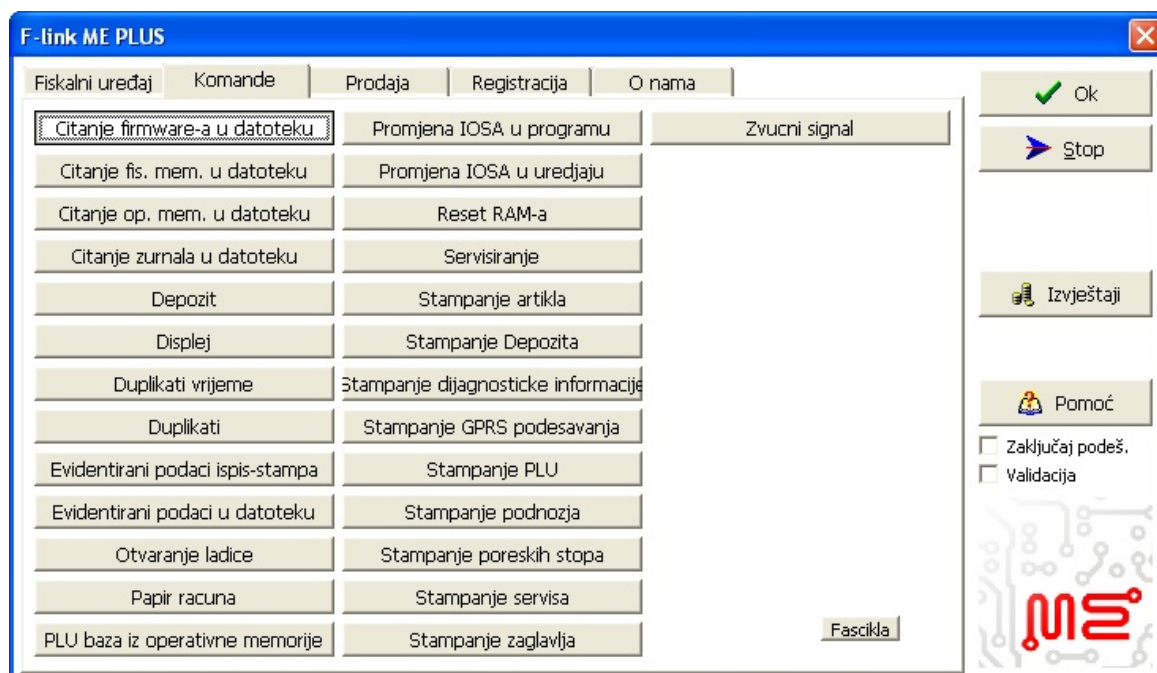 F-link ME PLUS
Fiskalni uređaj
Komande
Prodaja
Registracija
O nama
Citanje firmware-a u datoteku
Citanje fis. mem. u datoteku
Citanje op. mem. u datoteku
Citanje zurnala u datoteku
Depozit
Displej
Duplikati vrijeme
Duplikati
Evidentirani podaci ispis-stampa
Evidentirani podaci u datoteku
Otvaranje ladice
Papir racuna
PLU baza iz operativne memorije
Promjena IOSA u programu
Promjena IOSA u uredjaju
Reset RAM-a
Servisiranje
Stampanje artikla
Stampanje Depozita
Stampanje dijagnosticke informacije
Stampanje GPRS podesavanja
Stampanje PLU
Stampanje podnozja
Stampanje poreskih stopa
Stampanje servisa
Stampanje zaglavlja
Zvucni signal
Fascikla
Ok
Stop
Izvještaji
Pomoć
Zaključaj podeš.
Validacija
ME